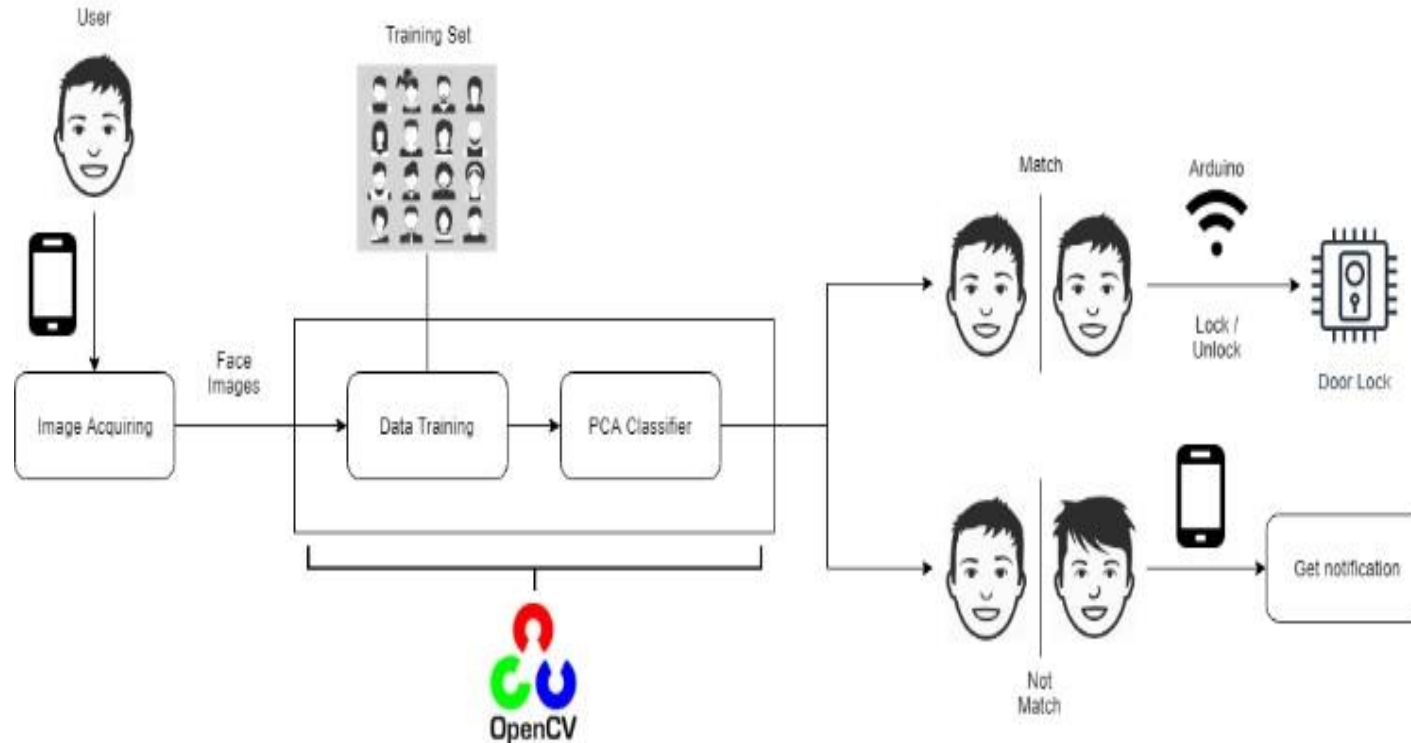 User
Training Set
Match
Arduino
Lock /
Unlock
Door Lock
Face
Images
Image Acquiring
Data Training
PCA Classifier
Get notification
Not
Match
OpenCV